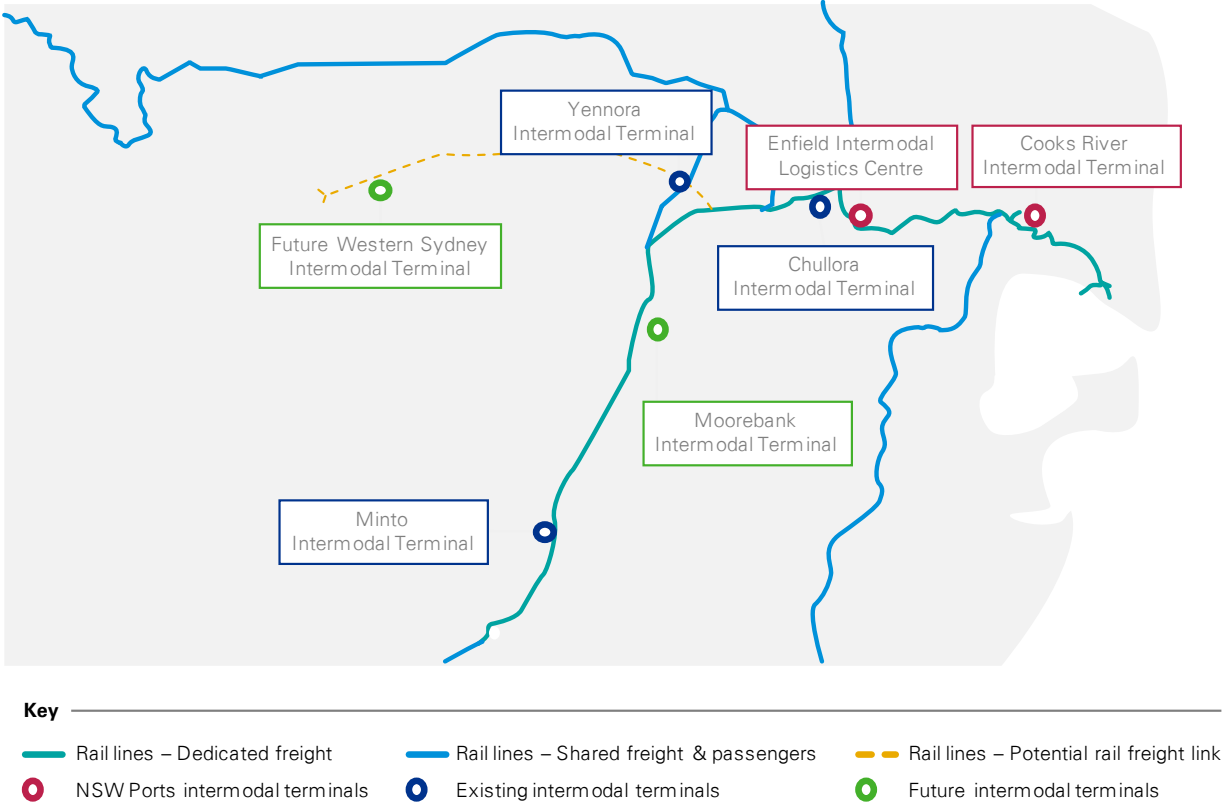 Yennora
Intermodal Terminal
Enfield Intermodal
Logistics Centre
Cooks River
Intermodal Terminal
Future Western Sydney
Intermodal Terminal
Chullora
Intermodal Terminal
Moorebank
Intermodal Terminal
Minto
Intermodal Terminal
Key
Rail lines – Dedicated freight
Rail lines – Shared freight & passengers
Rail lines – Potential rail freight link
NSW Ports intermodal terminals
Existing intermodal terminals
Future intermodal terminals